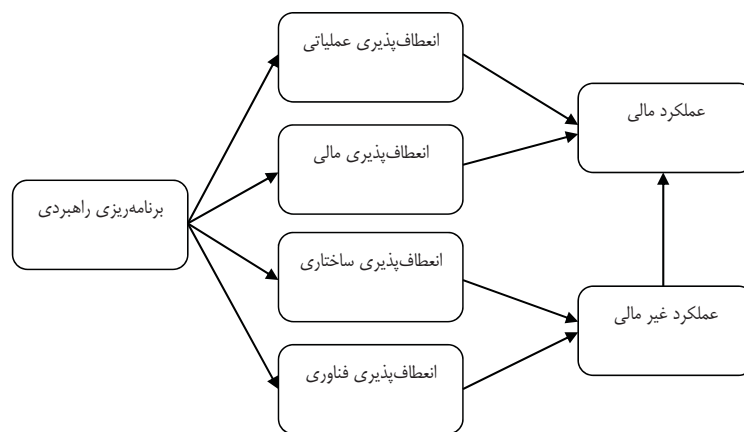 انعطاف‌پذیری عملیاتی
عملکرد مالی
انعطاف‌پذیری مالی
برنامه‌ریزی راهبردی
انعطاف‌پذیری ساختاری
عملکرد غیر مالی
انعطاف‌پذیری فناوری